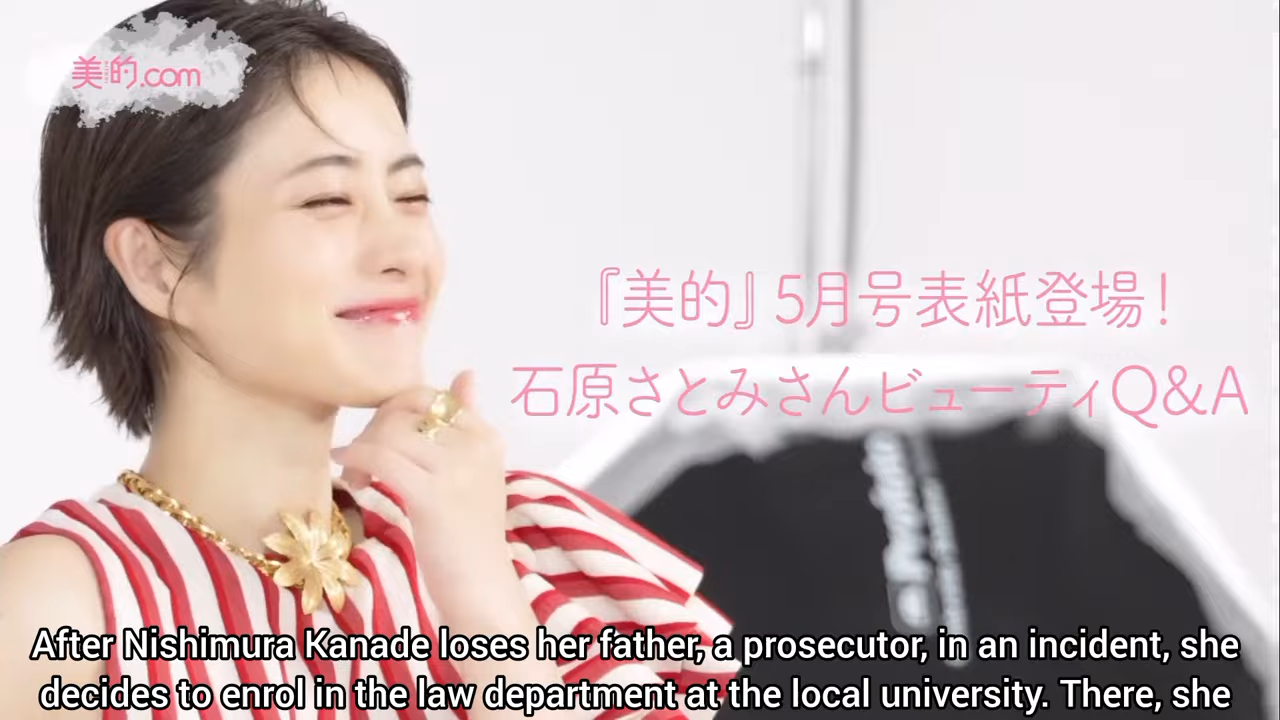 美的.com
『美的』5月号表紙登場!
石原さとみさんビューティQ&A
After Nishimura Kanade loses her father, a prosecutor, in an incident, she
decides to enrol in the law department at the local university. There, she